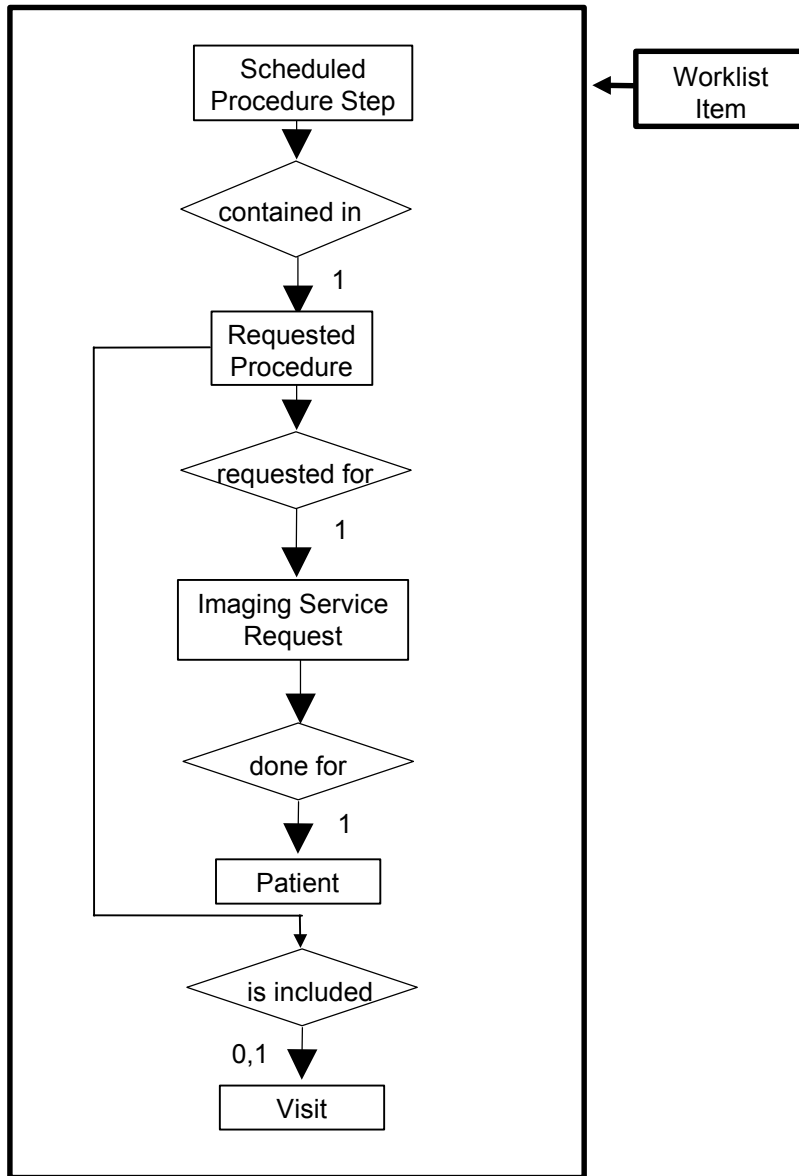 Scheduled
Procedure Step
Worklist
Item
contained in
1
Requested
Procedure
requested for
1
Imaging Service
Request
done for
1
Patient
is included
0,1
Visit